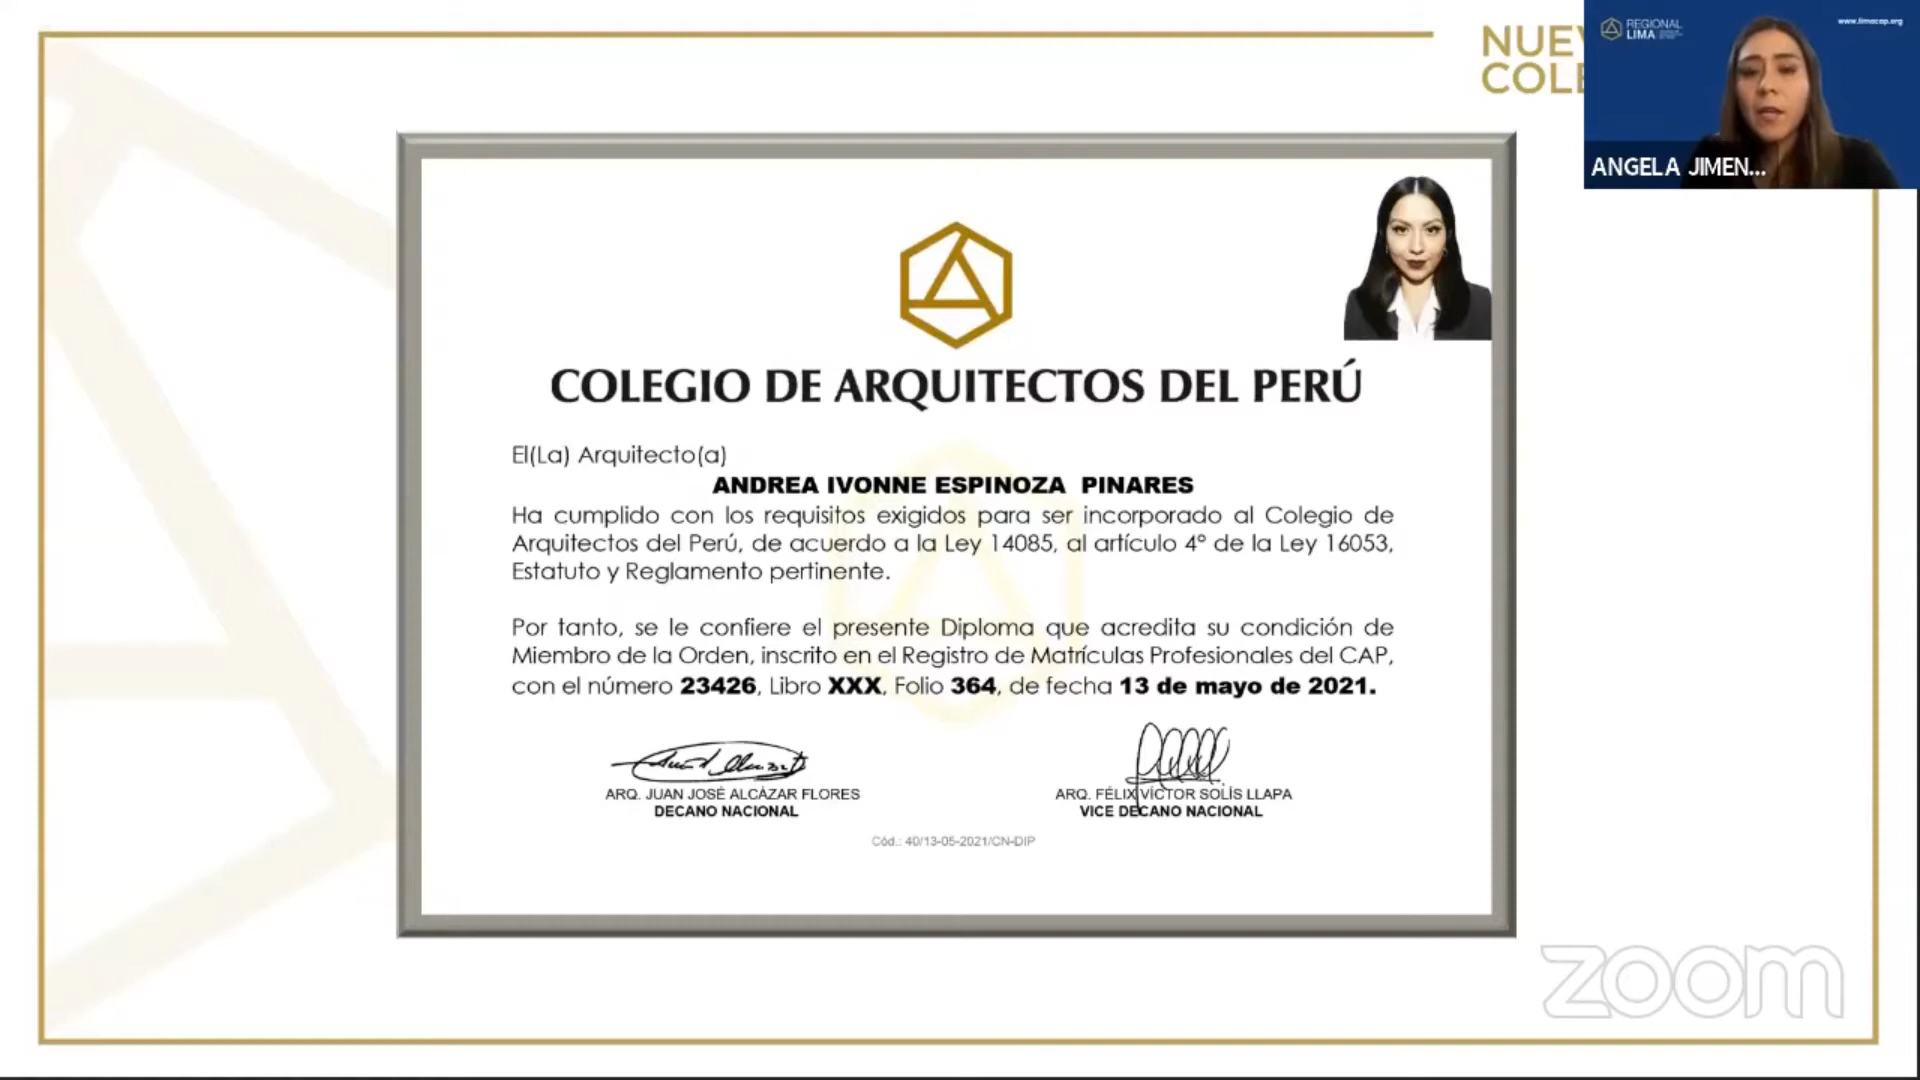 NUEV
COLE
REGIONAL
LIMA
www.limacap.org
ANGELA JIMEN...
COLEGIO DE ARQUITECTOS DEL PERÚ
El(La) Arquitecto(a)
ANDREA IVONNE ESPINOZA PINARES
Ha cumplido con los requisitos exigidos para ser incorporado al Colegio de
Arquitectos del Perú, de acuerdo a la Ley 14085, al artículo 4º de la Ley 16053,
Estatuto y Reglamento pertinente.
Por tanto, se le confiere el presente Diploma que acredita su condición de
Miembro de la Orden, inscrito en el Registro de Matrículas Profesionales del CAP,
con el número 23426, Libro XXX, Folio 364, de fecha 13 de mayo de 2021.
ARQ. JUAN JOSÉ ALCÁZAR FLORES
DECANO NACIONAL
ARQ. FÉLIX VÍCTOR SOLÍS LLAPA
VICE DECANO NACIONAL
Cód.: 40/13-05-2021/CN-DIP
zoom